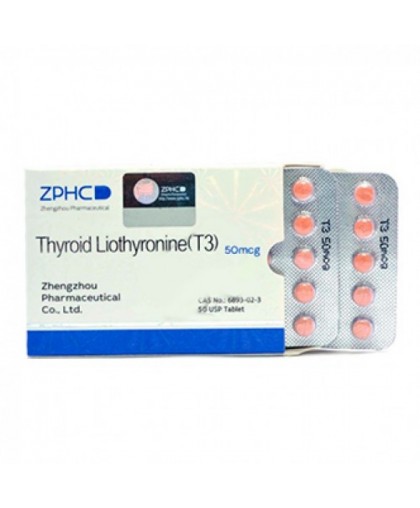 ZPHC
Zhengzhou Pharmaceutical
ZPHC
Thyroid Liothyronine(T3) 50mcg
Zhengzhou
Pharmaceutical
Co., Ltd.
CAS No.: 6893-02-3
50 USP Tablet
T3 50mcg
T3 50mcg